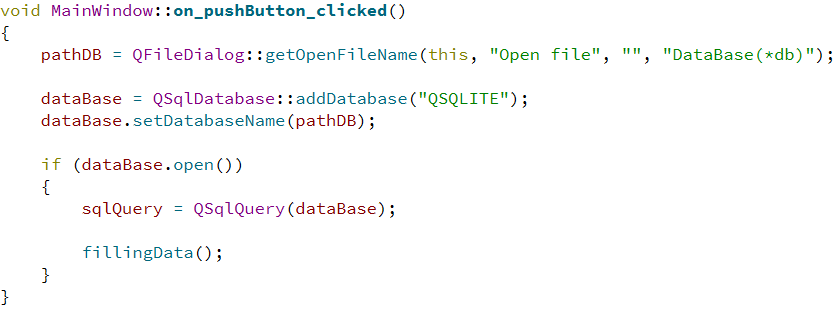 void MainWindow::on_pushButton_clicked()
{
    pathDB = QFileDialog::getOpenFileName(this, "Open file", "", "DataBase(*db)");

    dataBase = QSqlDatabase::addDatabase("QSQLITE");
    dataBase.setDatabaseName(pathDB);

    if (dataBase.open())
    {
        sqlQuery = QSqlQuery(dataBase);

        fillingData();
    }
}